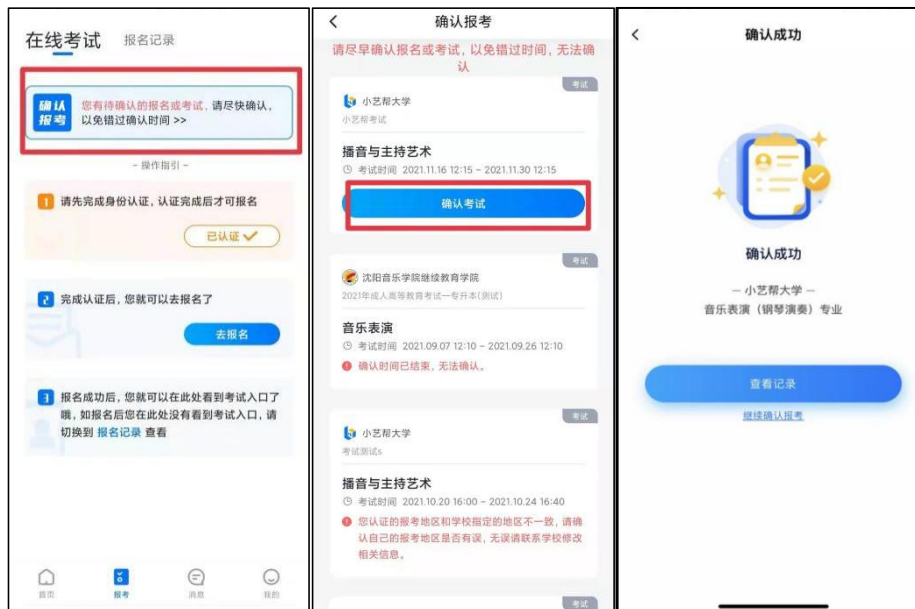 在线考试 报名记录
确认
报考
您有待确认的报名或考试, 请尽快确认,
以免错过确认时间 >>
- 操作指引 -
1 请先完成身份认证, 认证完成后才可报名
已认证
2 完成认证后, 您就可以去报名了
去报名
3 报名成功后, 您就可以在此处看到考试入口了
哦, 如报名后您在此处没有看到考试入口, 请
切换到 报名记录 查看
首页 报考 消息 我的
确认报考
请尽早确认报名或考试, 以免错过时间, 无法确
认
考试
小艺帮大学
小艺帮考试
播音与主持艺术
考试时间 2021.11.16 12:15 - 2021.11.30 12:15
确认考试
考试
沈阳音乐学院继续教育学院
2021年成人高等教育考试—专升本(测试)
音乐表演
考试时间 2021.09.07 12:10 - 2021.09.26 12:10
确认时间已结束, 无法确认。
考试
小艺帮大学
考试测试s
播音与主持艺术
考试时间 2021.10.20 16:00 - 2021.10.24 16:40
您认证的报考地区和学校指定的地区不一致, 请确
认自己的报考地区是否有误, 无误请联系学校修改
相关信息。
考试
确认成功
确认成功
— 小艺帮大学 —
音乐表演（钢琴演奏）专业
查看记录
继续确认报考